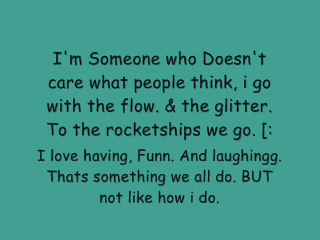 I'm Someone who Doesn't
care what people think, i go
with the flow. & the glitter.
To the rocketships we go. [:
I love having, Funn. And laughingg.
Thats something we all do. BUT
not like how i do.